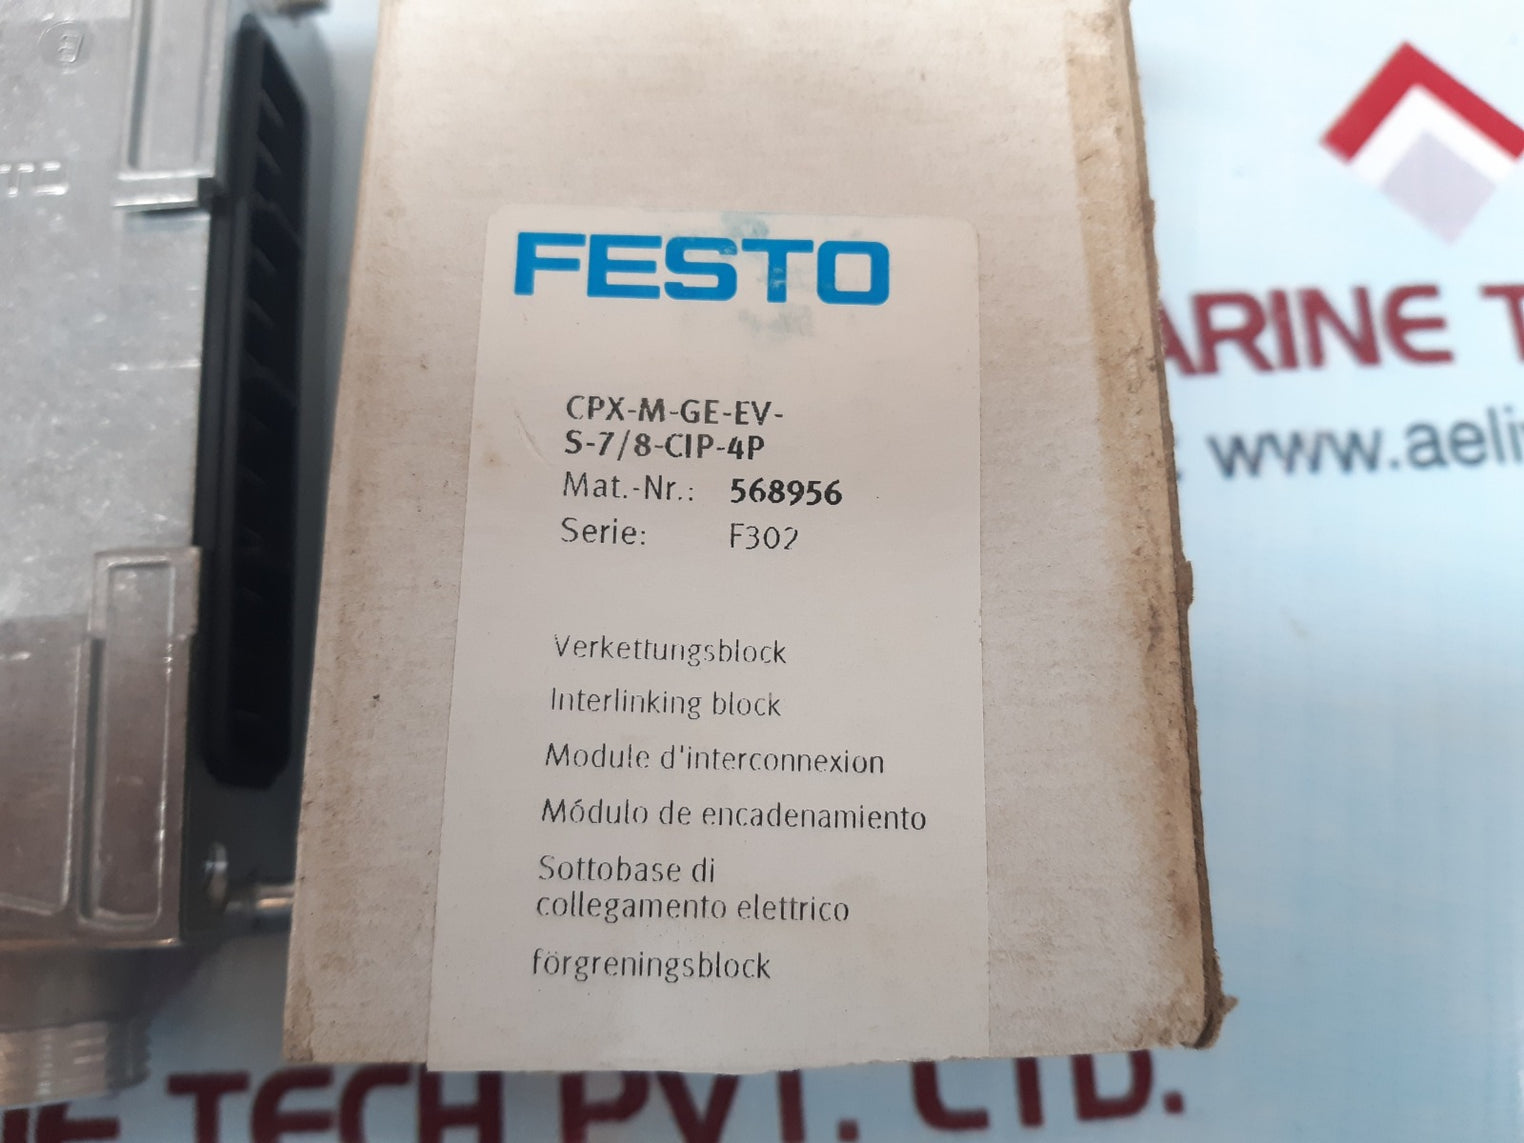 FESTO
CPX-M-GE-EV-
S-7/8-CIP-4P
Mat.-Nr.: 568956
Serie: F302
Verkettungsblock
Interlinking block
Module d'interconnexion
Módulo de encadenamiento
Sottobase di
collegamento elettrico
förgreningsblock
ARINE T
www.aeli
E TECH PVT. LTD.